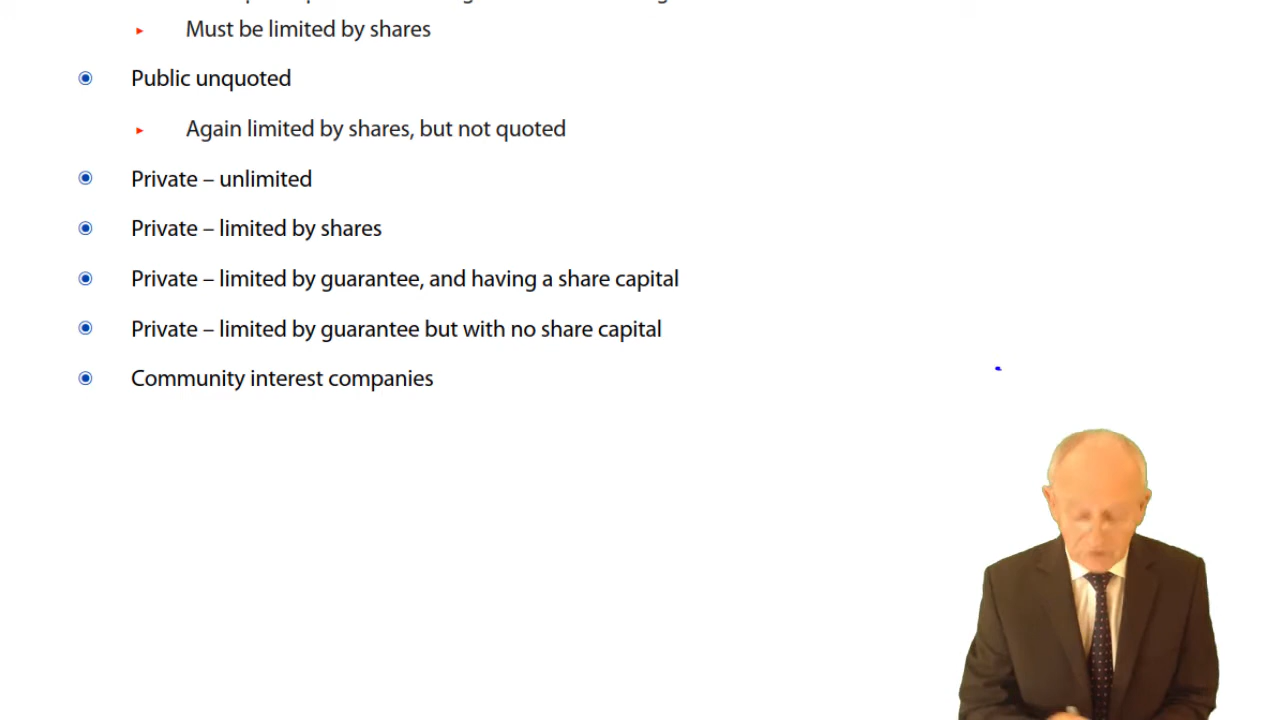 Must be limited by shares
Public unquoted
Again limited by shares, but not quoted
Private – unlimited
Private – limited by shares
Private – limited by guarantee, and having a share capital
Private – limited by guarantee but with no share capital
Community interest companies